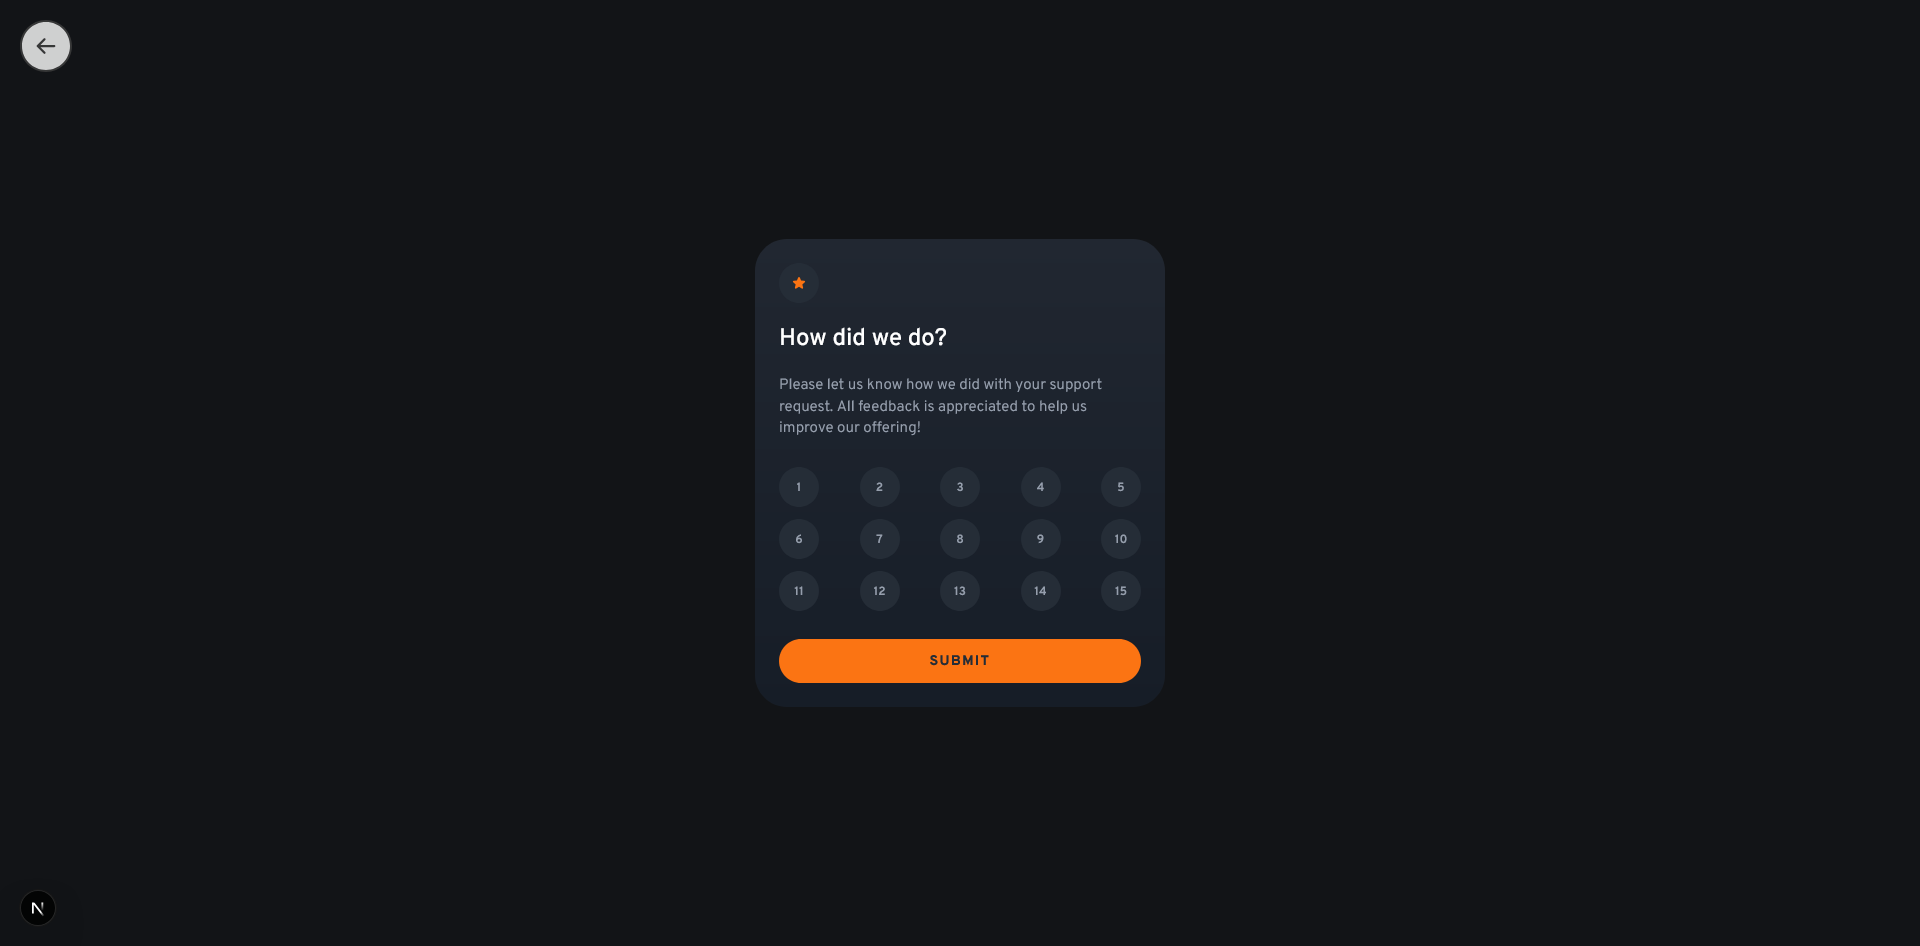 How did we do?
Please let us know how we did with your support
request. All feedback is appreciated to help us
improve our offering!
1 2 3 4 5
6 7 8 9 10
11 12 13 14 15
SUBMIT
N